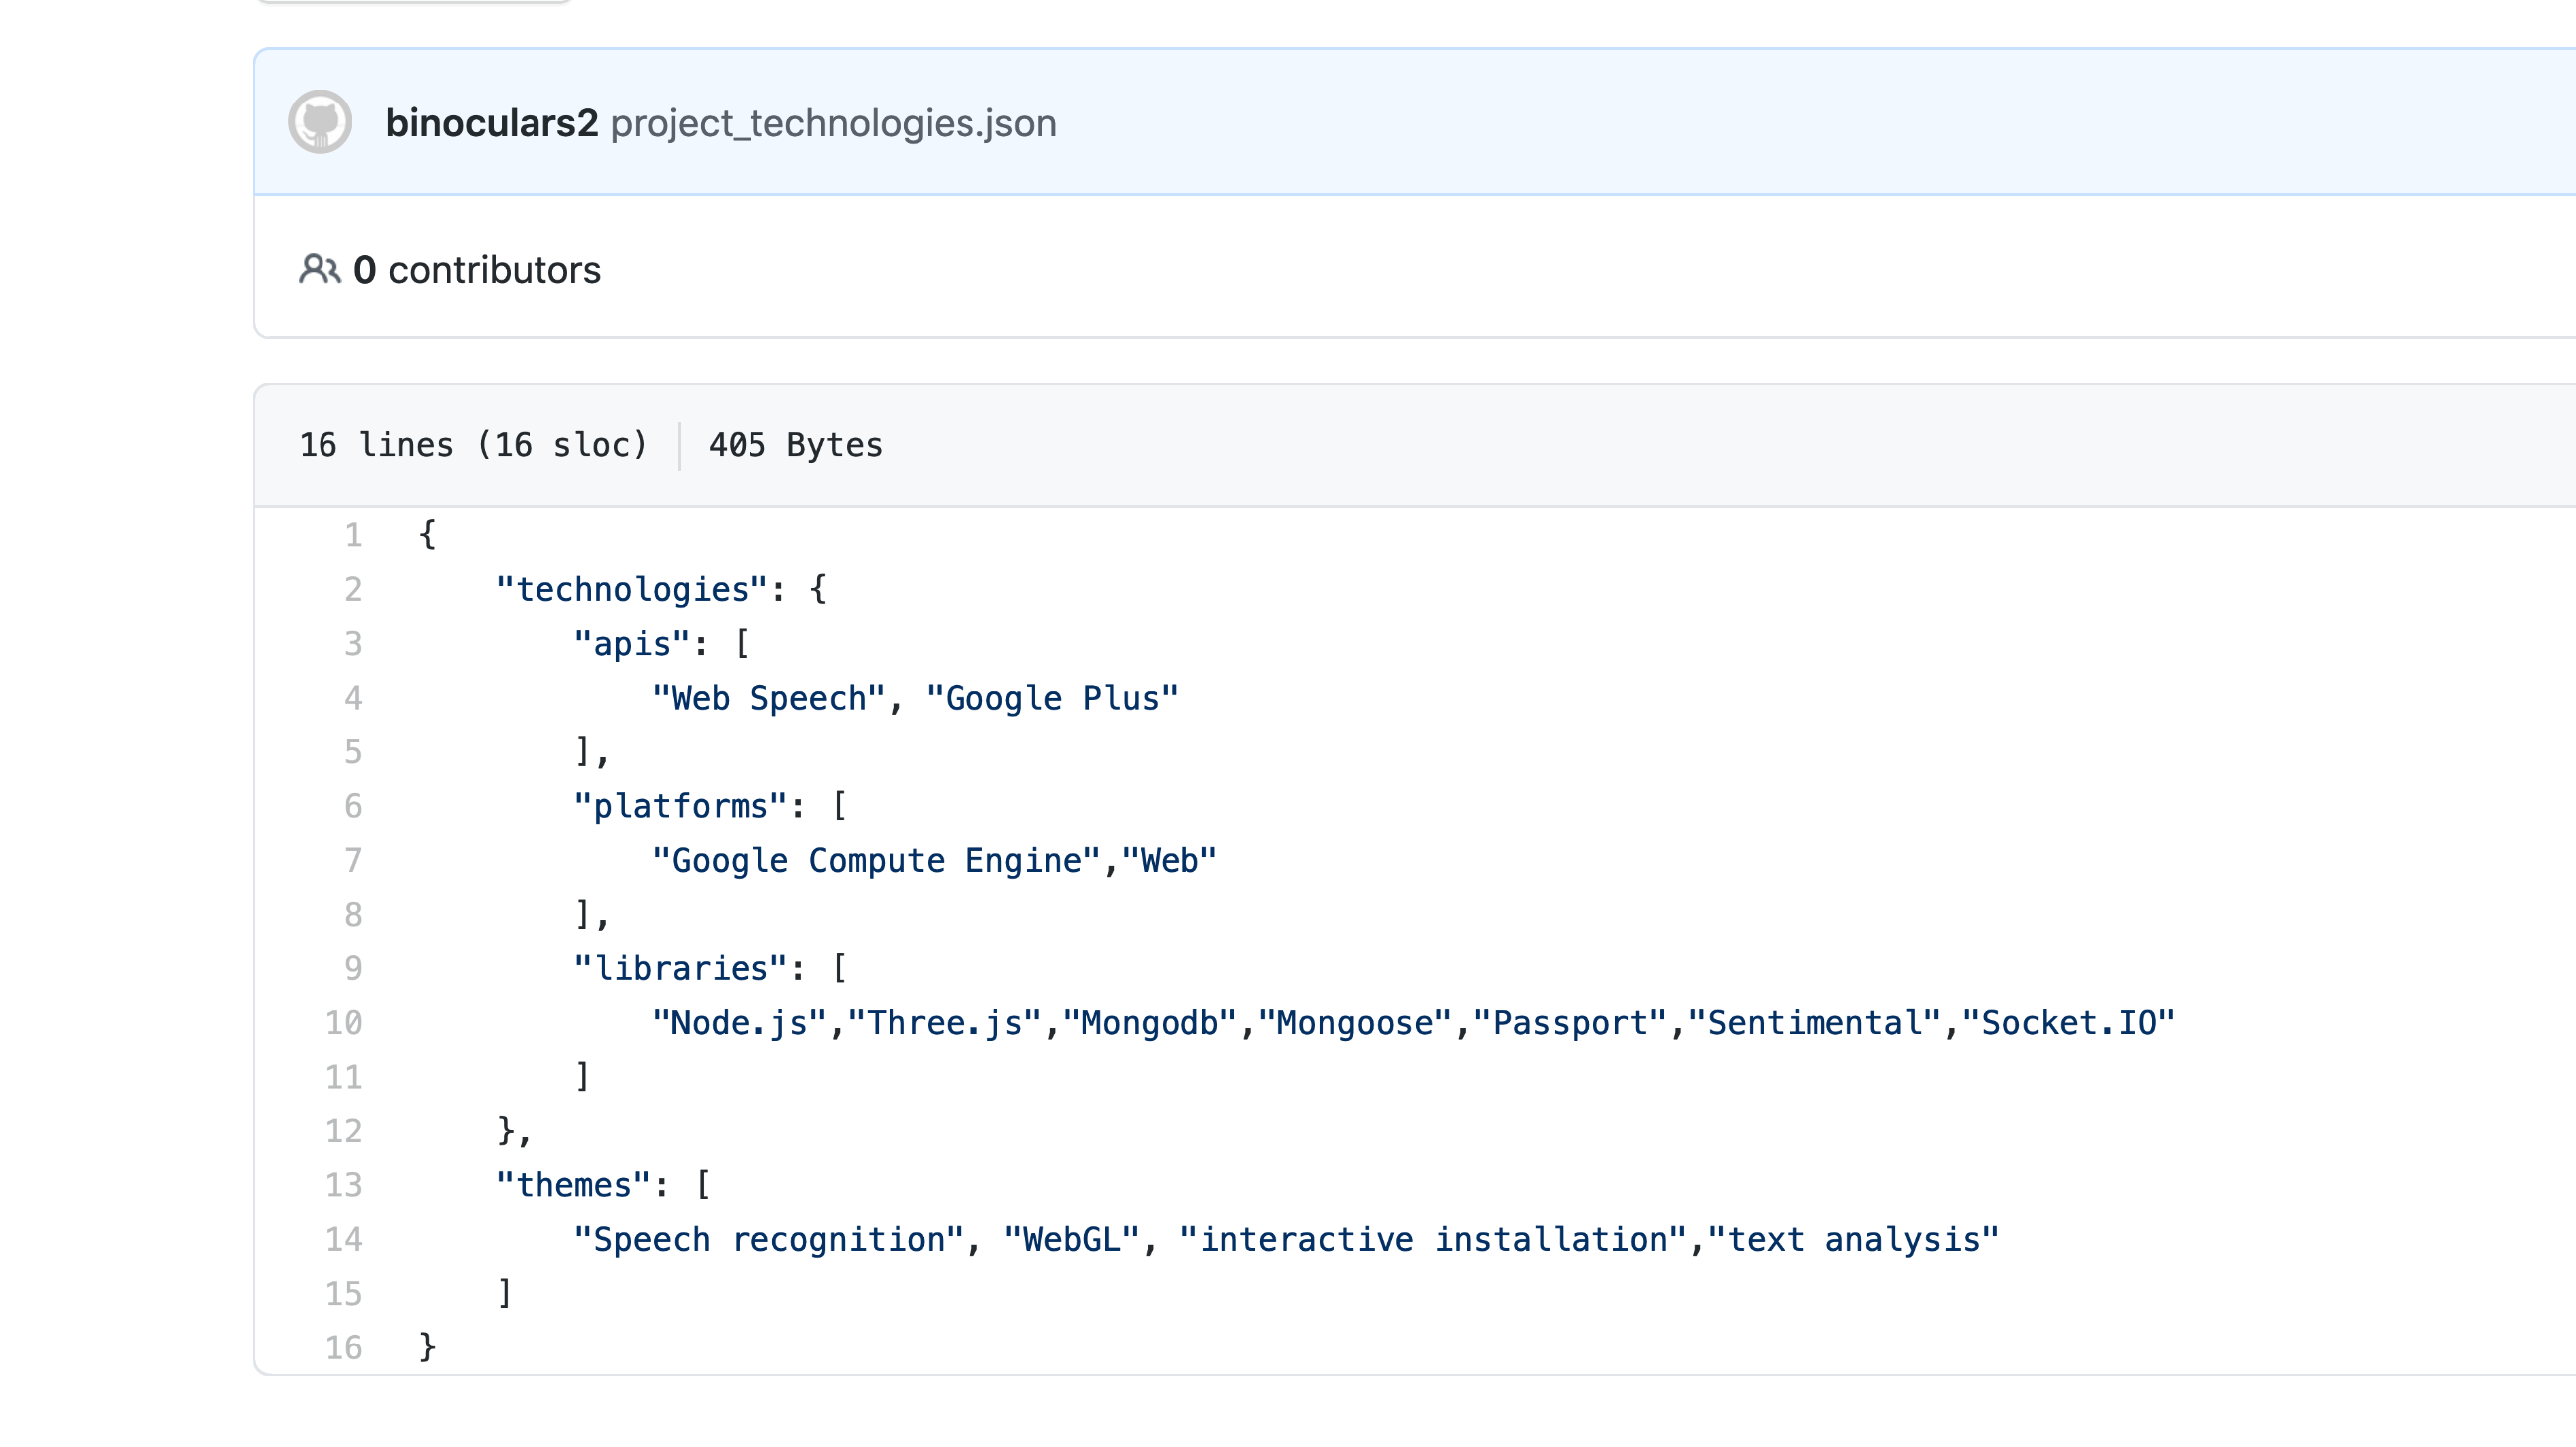 binoculars2 project_technologies.json
0 contributors
16 lines (16 sloc) 405 Bytes
1 {
2 "technologies": {
3 "apis": [
4 "Web Speech", "Google Plus"
5 ],
6 "platforms": [
7 "Google Compute Engine","Web"
8 ],
9 "libraries": [
10 "Node.js","Three.js","Mongodb","Mongoose","Passport","Sentimental","Socket.IO"
11 ]
12 },
13 "themes": [
14 "Speech recognition", "WebGL", "interactive installation","text analysis"
15 ]
16 }